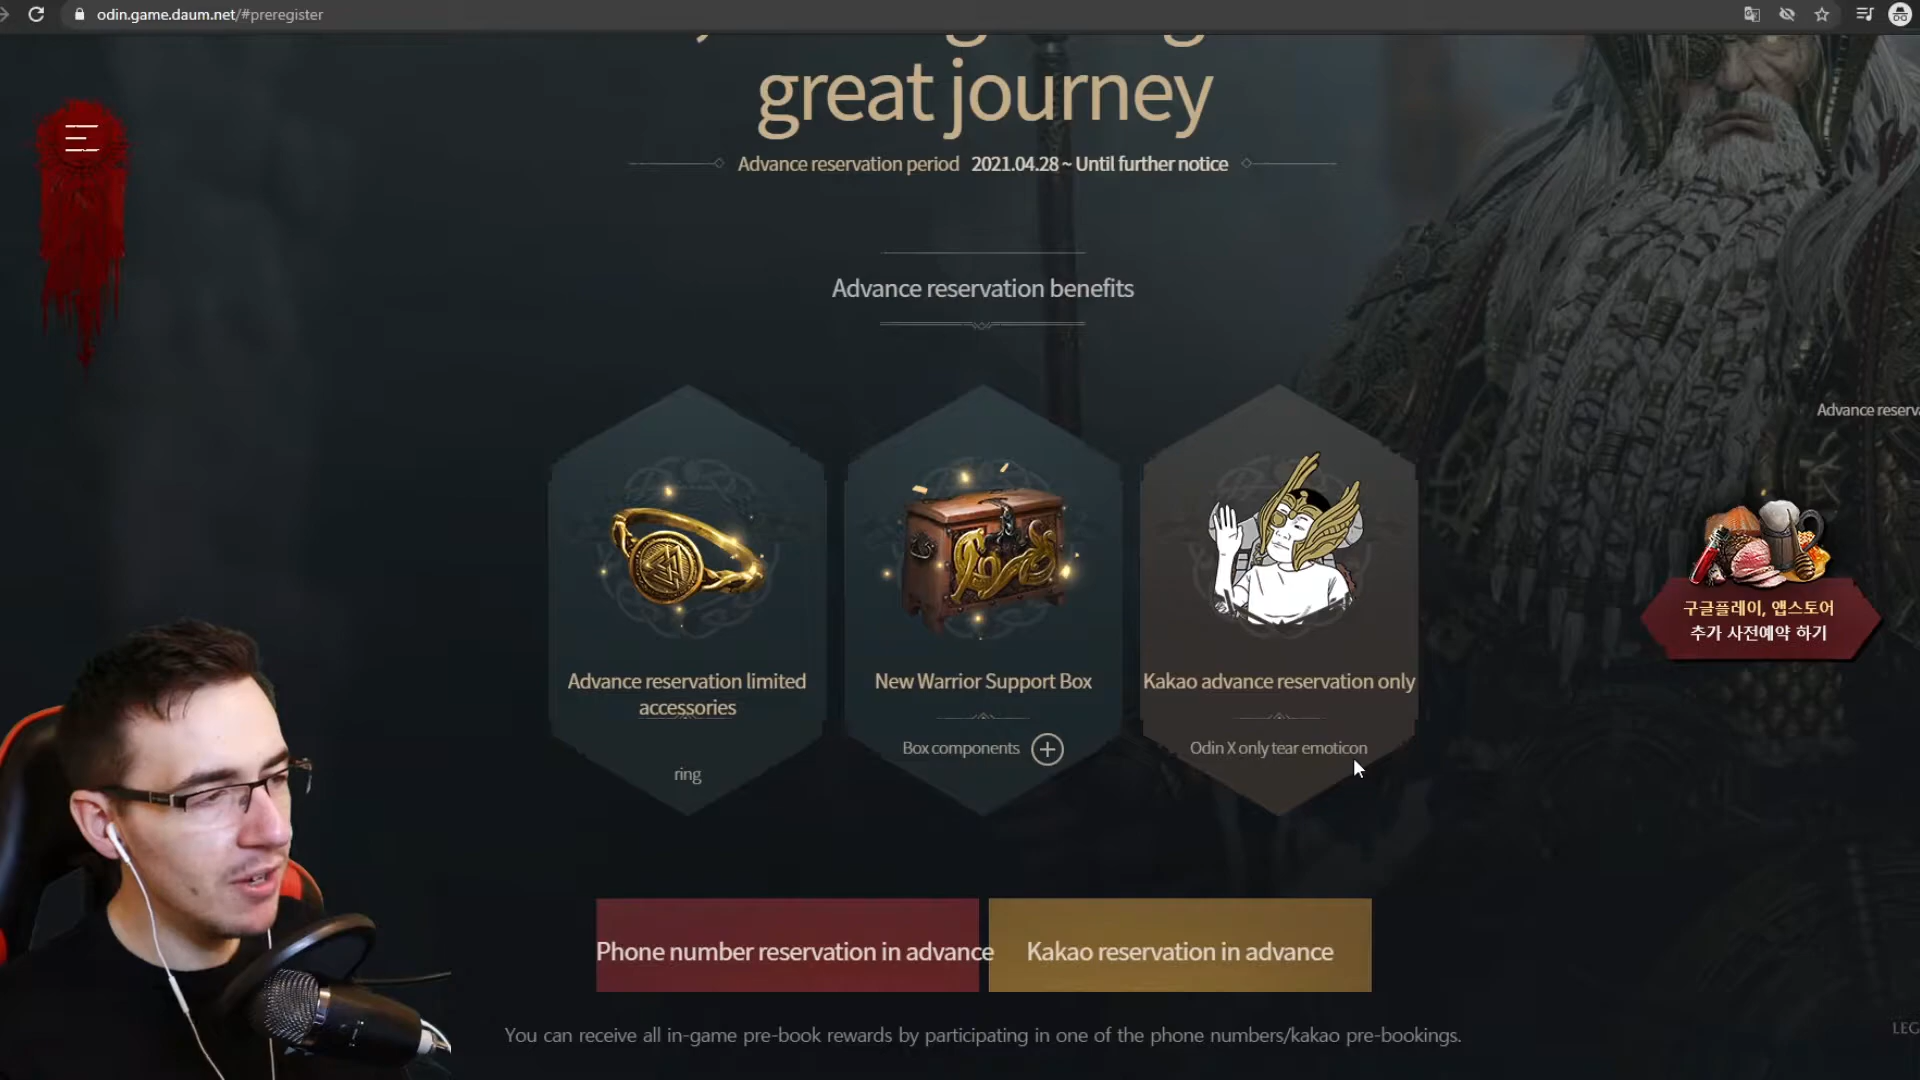 odin.game.daum.net/#preregister
great journey
Advance reservation period 2021.04.28 ~ Until further notice
Advance reservation benefits
Advance reserva
Advance reservation limited
accessories
ring
New Warrior Support Box
Box components
Kakao advance reservation only
Odin X only tear emoticon
구글플레이, 앱스토어
추가 사전예약 하기
Phone number reservation in advance
Kakao reservation in advance
LEG
You can receive all in-game pre-book rewards by participating in one of the phone numbers/kakao pre-bookings.